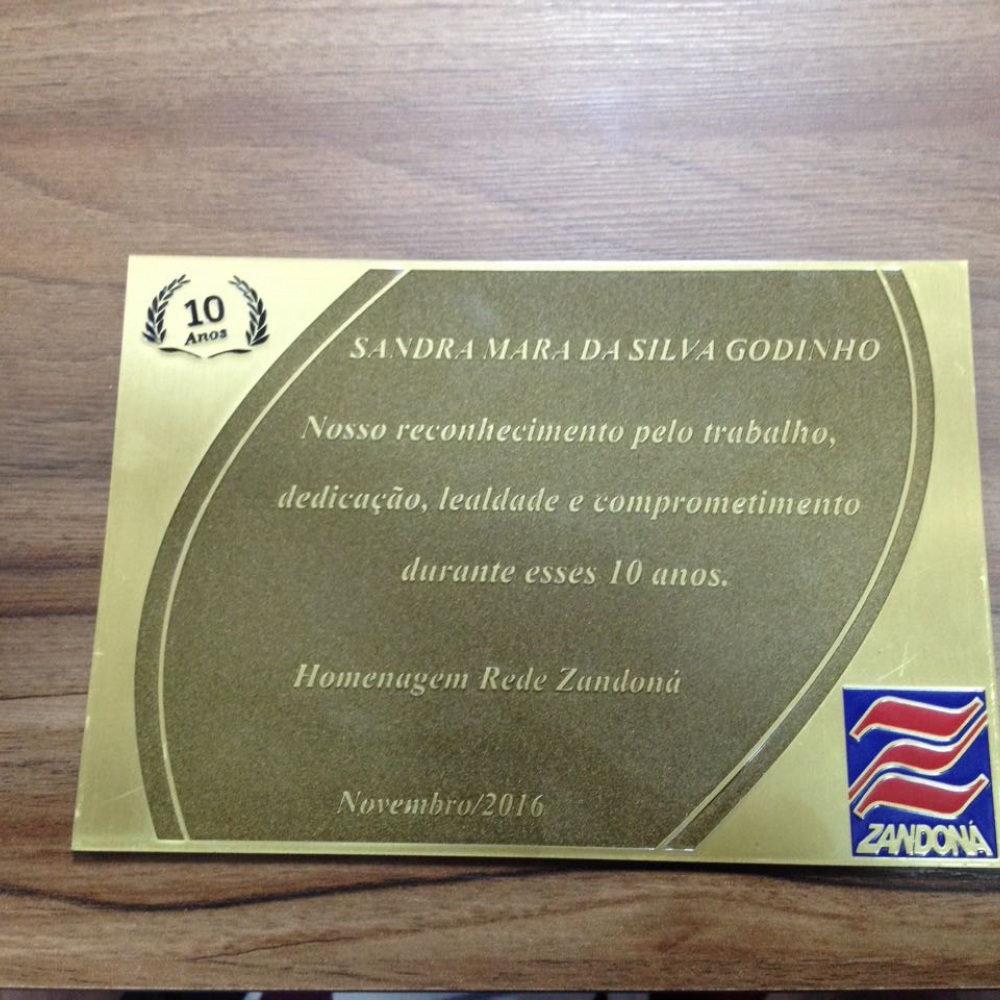 10
Anos
SANDRA MARA DA SILVA GODINHO
Nosso reconhecimento pelo trabalho,
dedicação, lealdade e comprometimento
durante esses 10 anos.
Homenagem Rede Zandoná
Novembro/2016
ZANDONÁ